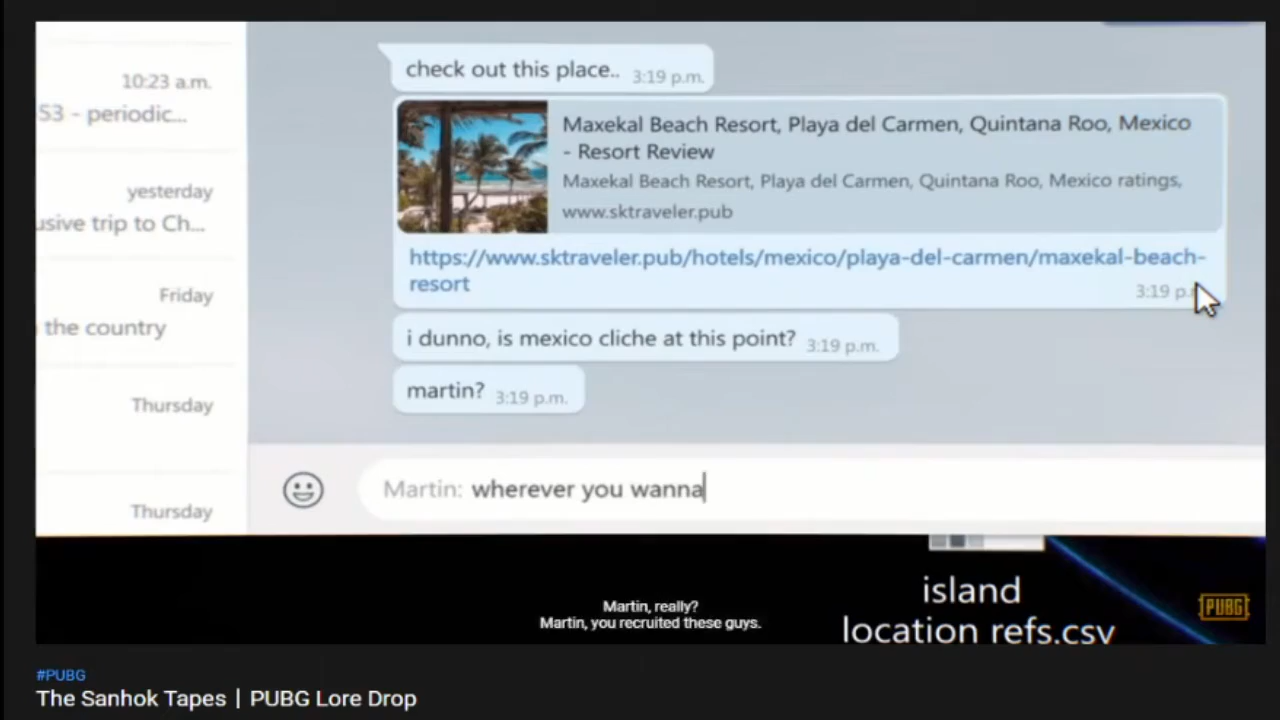 check out this place.. 3:19 p.m.
10:23 a.m.
53 - periodic...
Maxekal Beach Resort, Playa del Carmen, Quintana Roo, Mexico
- Resort Review
Maxekal Beach Resort, Playa del Carmen, Quintana Roo, Mexico ratings,
www.sktraveler.pub
yesterday
usive trip to Ch...
https://www.sktraveler.pub/hotels/mexico/playa-del-carmen/maxekal-beach-
resort
3:19 p.
Friday
the country
i dunno, is mexico cliche at this point? 3:19 p.m.
martin? 3:19 p.m.
Thursday
Martin: wherever you wanna
Thursday
island
location refs.csv
Martin, really?
Martin, you recruited these guys.
PUBG
#PUBG
The Sanhok Tapes | PUBG Lore Drop